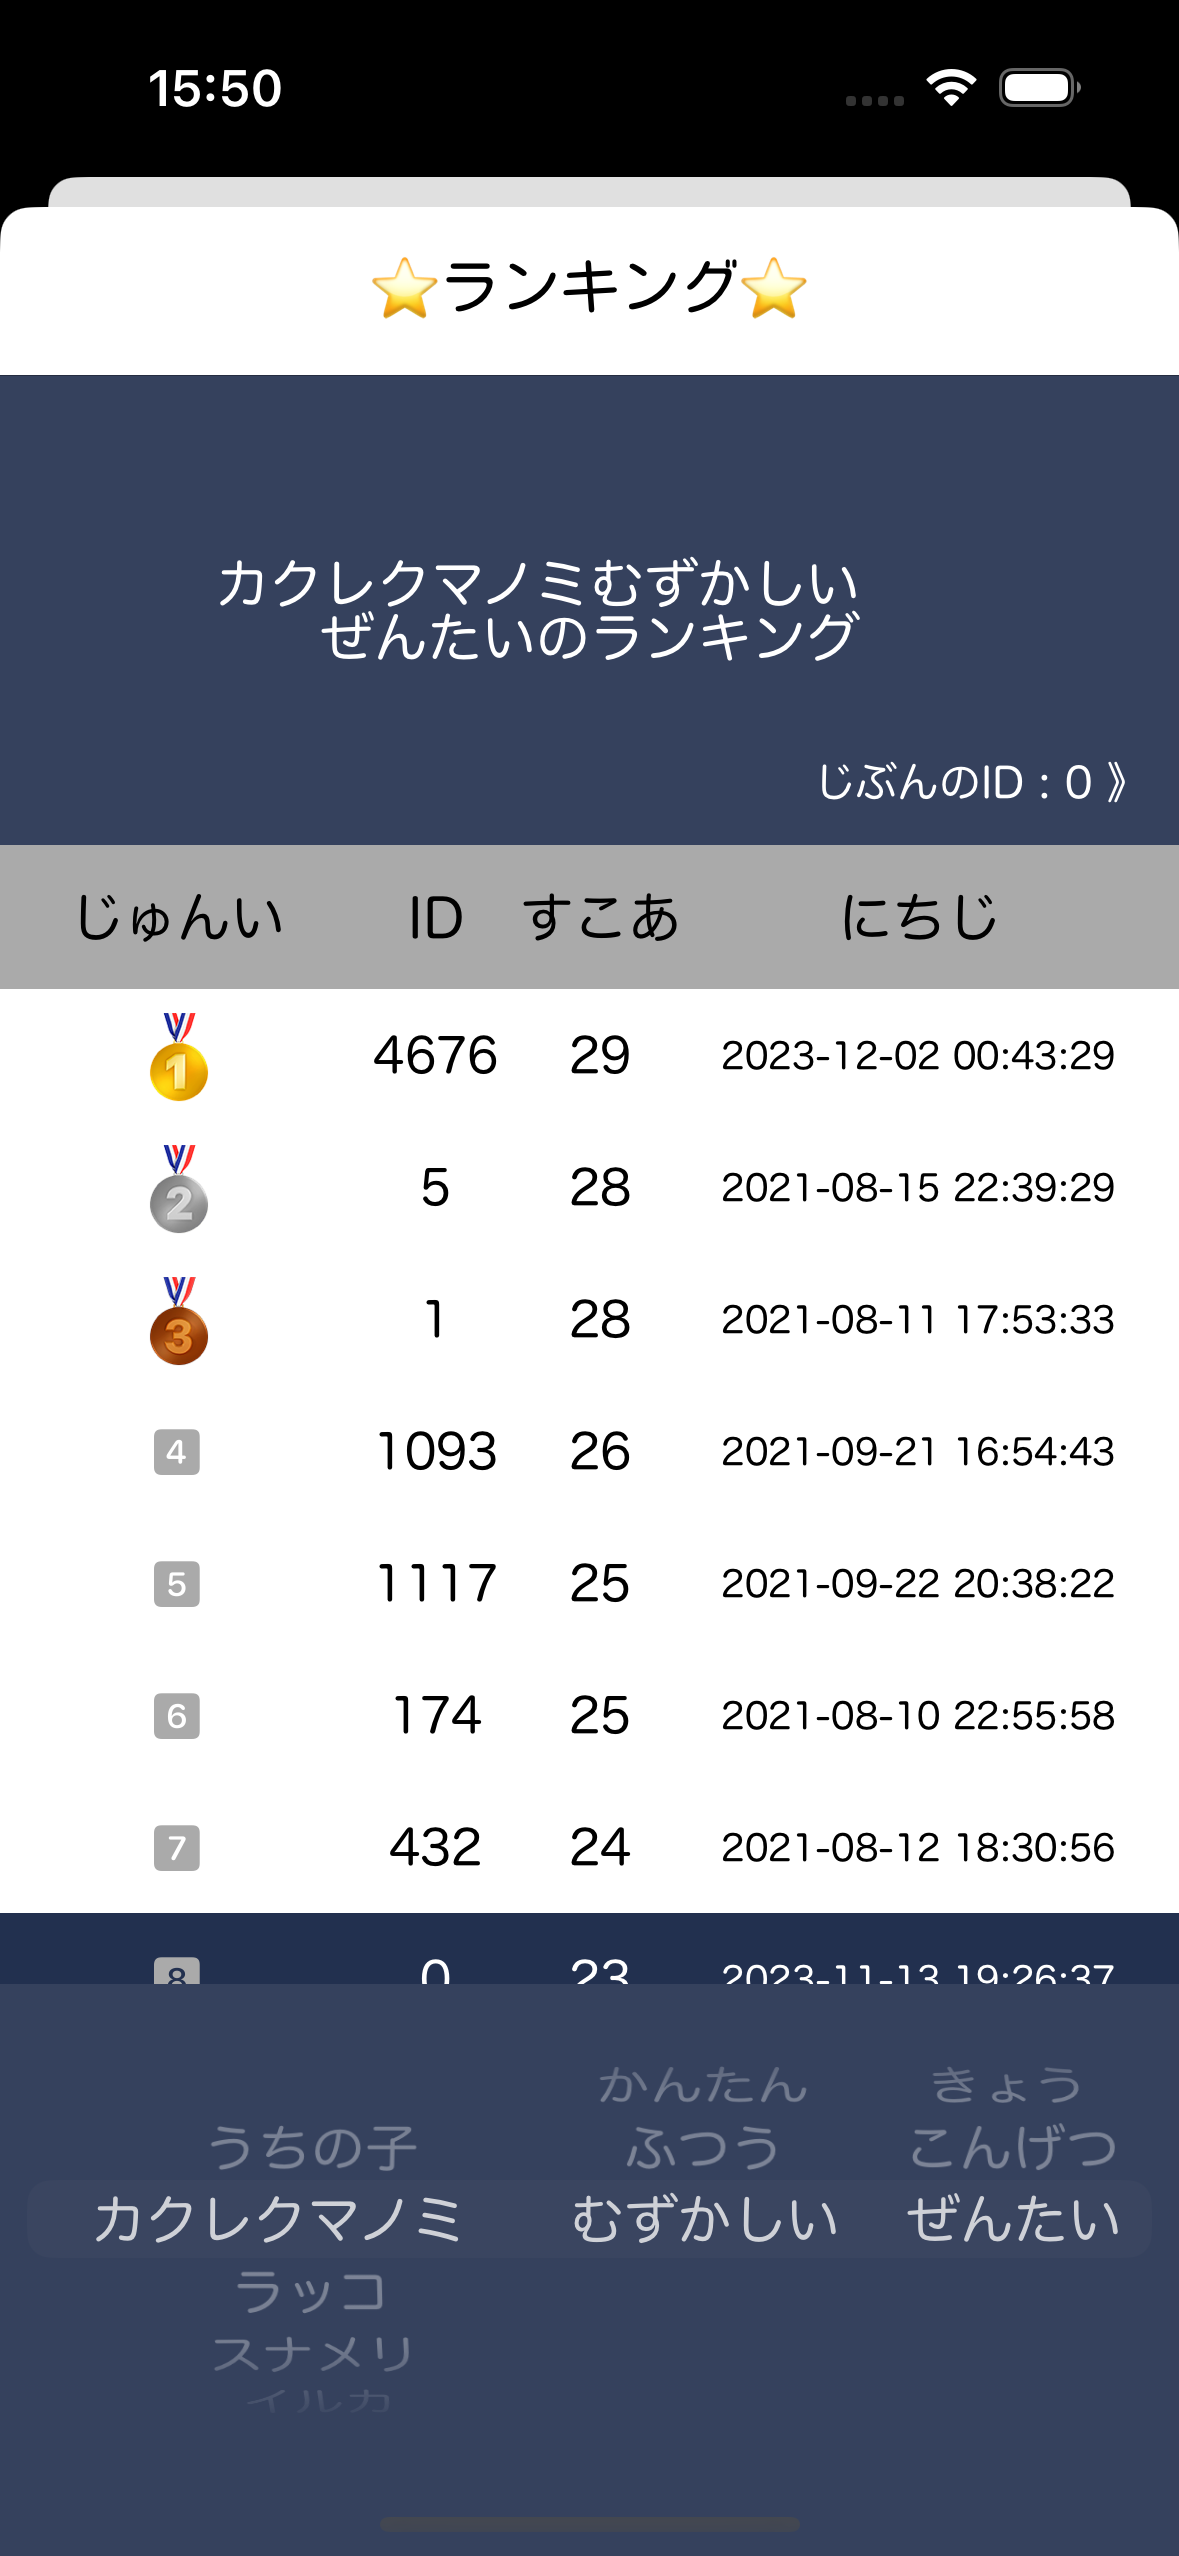 15:50
⭐ランキング⭐
カクレクマノミむずかしい
ぜんたいのランキング
じぶんのID : 0 》
じゅんい ID すこあ にちじ
1 4676 29 2023-12-02 00:43:29
2 5 28 2021-08-15 22:39:29
3 1 28 2021-08-11 17:53:33
4 1093 26 2021-09-21 16:54:43
5 1117 25 2021-09-22 20:38:22
6 174 25 2021-08-10 22:55:58
7 432 24 2021-08-12 18:30:56
8 0 23 2023-11-13 19:26:37
かんたん きょう
うちの子 ふつう こんげつ
カクレクマノミ むずかしい ぜんたい
ラッコ
スナメリ
イルカ